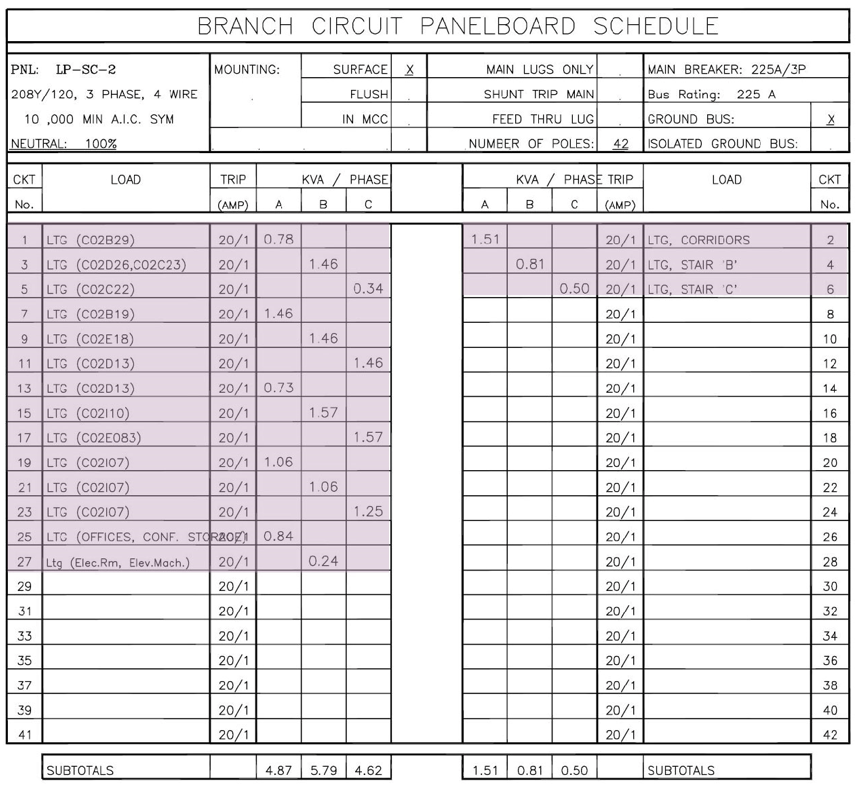 BRANCH CIRCUIT PANELBOARD SCHEDULE
PNL: LP-SC-2 MOUNTING: SURFACE X MAIN LUGS ONLY . MAIN BREAKER: 225A/3P
208Y/120, 3 PHASE, 4 WIRE . FLUSH . SHUNT TRIP MAIN . Bus Rating: 225 A
10 ,000 MIN A.I.C. SYM IN MCC . FEED THRU LUG . GROUND BUS: X
NEUTRAL: 100% . . NUMBER OF POLES: 42 ISOLATED GROUND BUS: .
CKT LOAD TRIP KVA / PHASE KVA / PHASE TRIP LOAD CKT
No. (AMP) A B C A B C (AMP) No.
1 LTG (C02B29) 20/1 0.78 1.51 20/1 LTG, CORRIDORS 2
3 LTG (C02D26,C02C23) 20/1 1.46 0.81 20/1 LTG, STAIR 'B' 4
5 LTG (C02C22) 20/1 0.34 0.50 20/1 LTG, STAIR 'C' 6
7 LTG (C02B19) 20/1 1.46 20/1 8
9 LTG (C02E18) 20/1 1.46 20/1 10
11 LTG (C02D13) 20/1 1.46 20/1 12
13 LTG (C02D13) 20/1 0.73 20/1 14
15 LTG (C02I10) 20/1 1.57 20/1 16
17 LTG (C02E083) 20/1 1.57 20/1 18
19 LTG (C02I07) 20/1 1.06 20/1 20
21 LTG (C02I07) 20/1 1.06 20/1 22
23 LTG (C02I07) 20/1 1.25 20/1 24
25 LTG (OFFICES, CONF. STORAGE) 20/1 0.84 20/1 26
27 Ltg (Elec.Rm, Elev.Mach.) 20/1 0.24 20/1 28
29 20/1 20/1 30
31 20/1 20/1 32
33 20/1 20/1 34
35 20/1 20/1 36
37 20/1 20/1 38
39 20/1 20/1 40
41 20/1 20/1 42
SUBTOTALS 4.87 5.79 4.62 1.51 0.81 0.50 SUBTOTALS